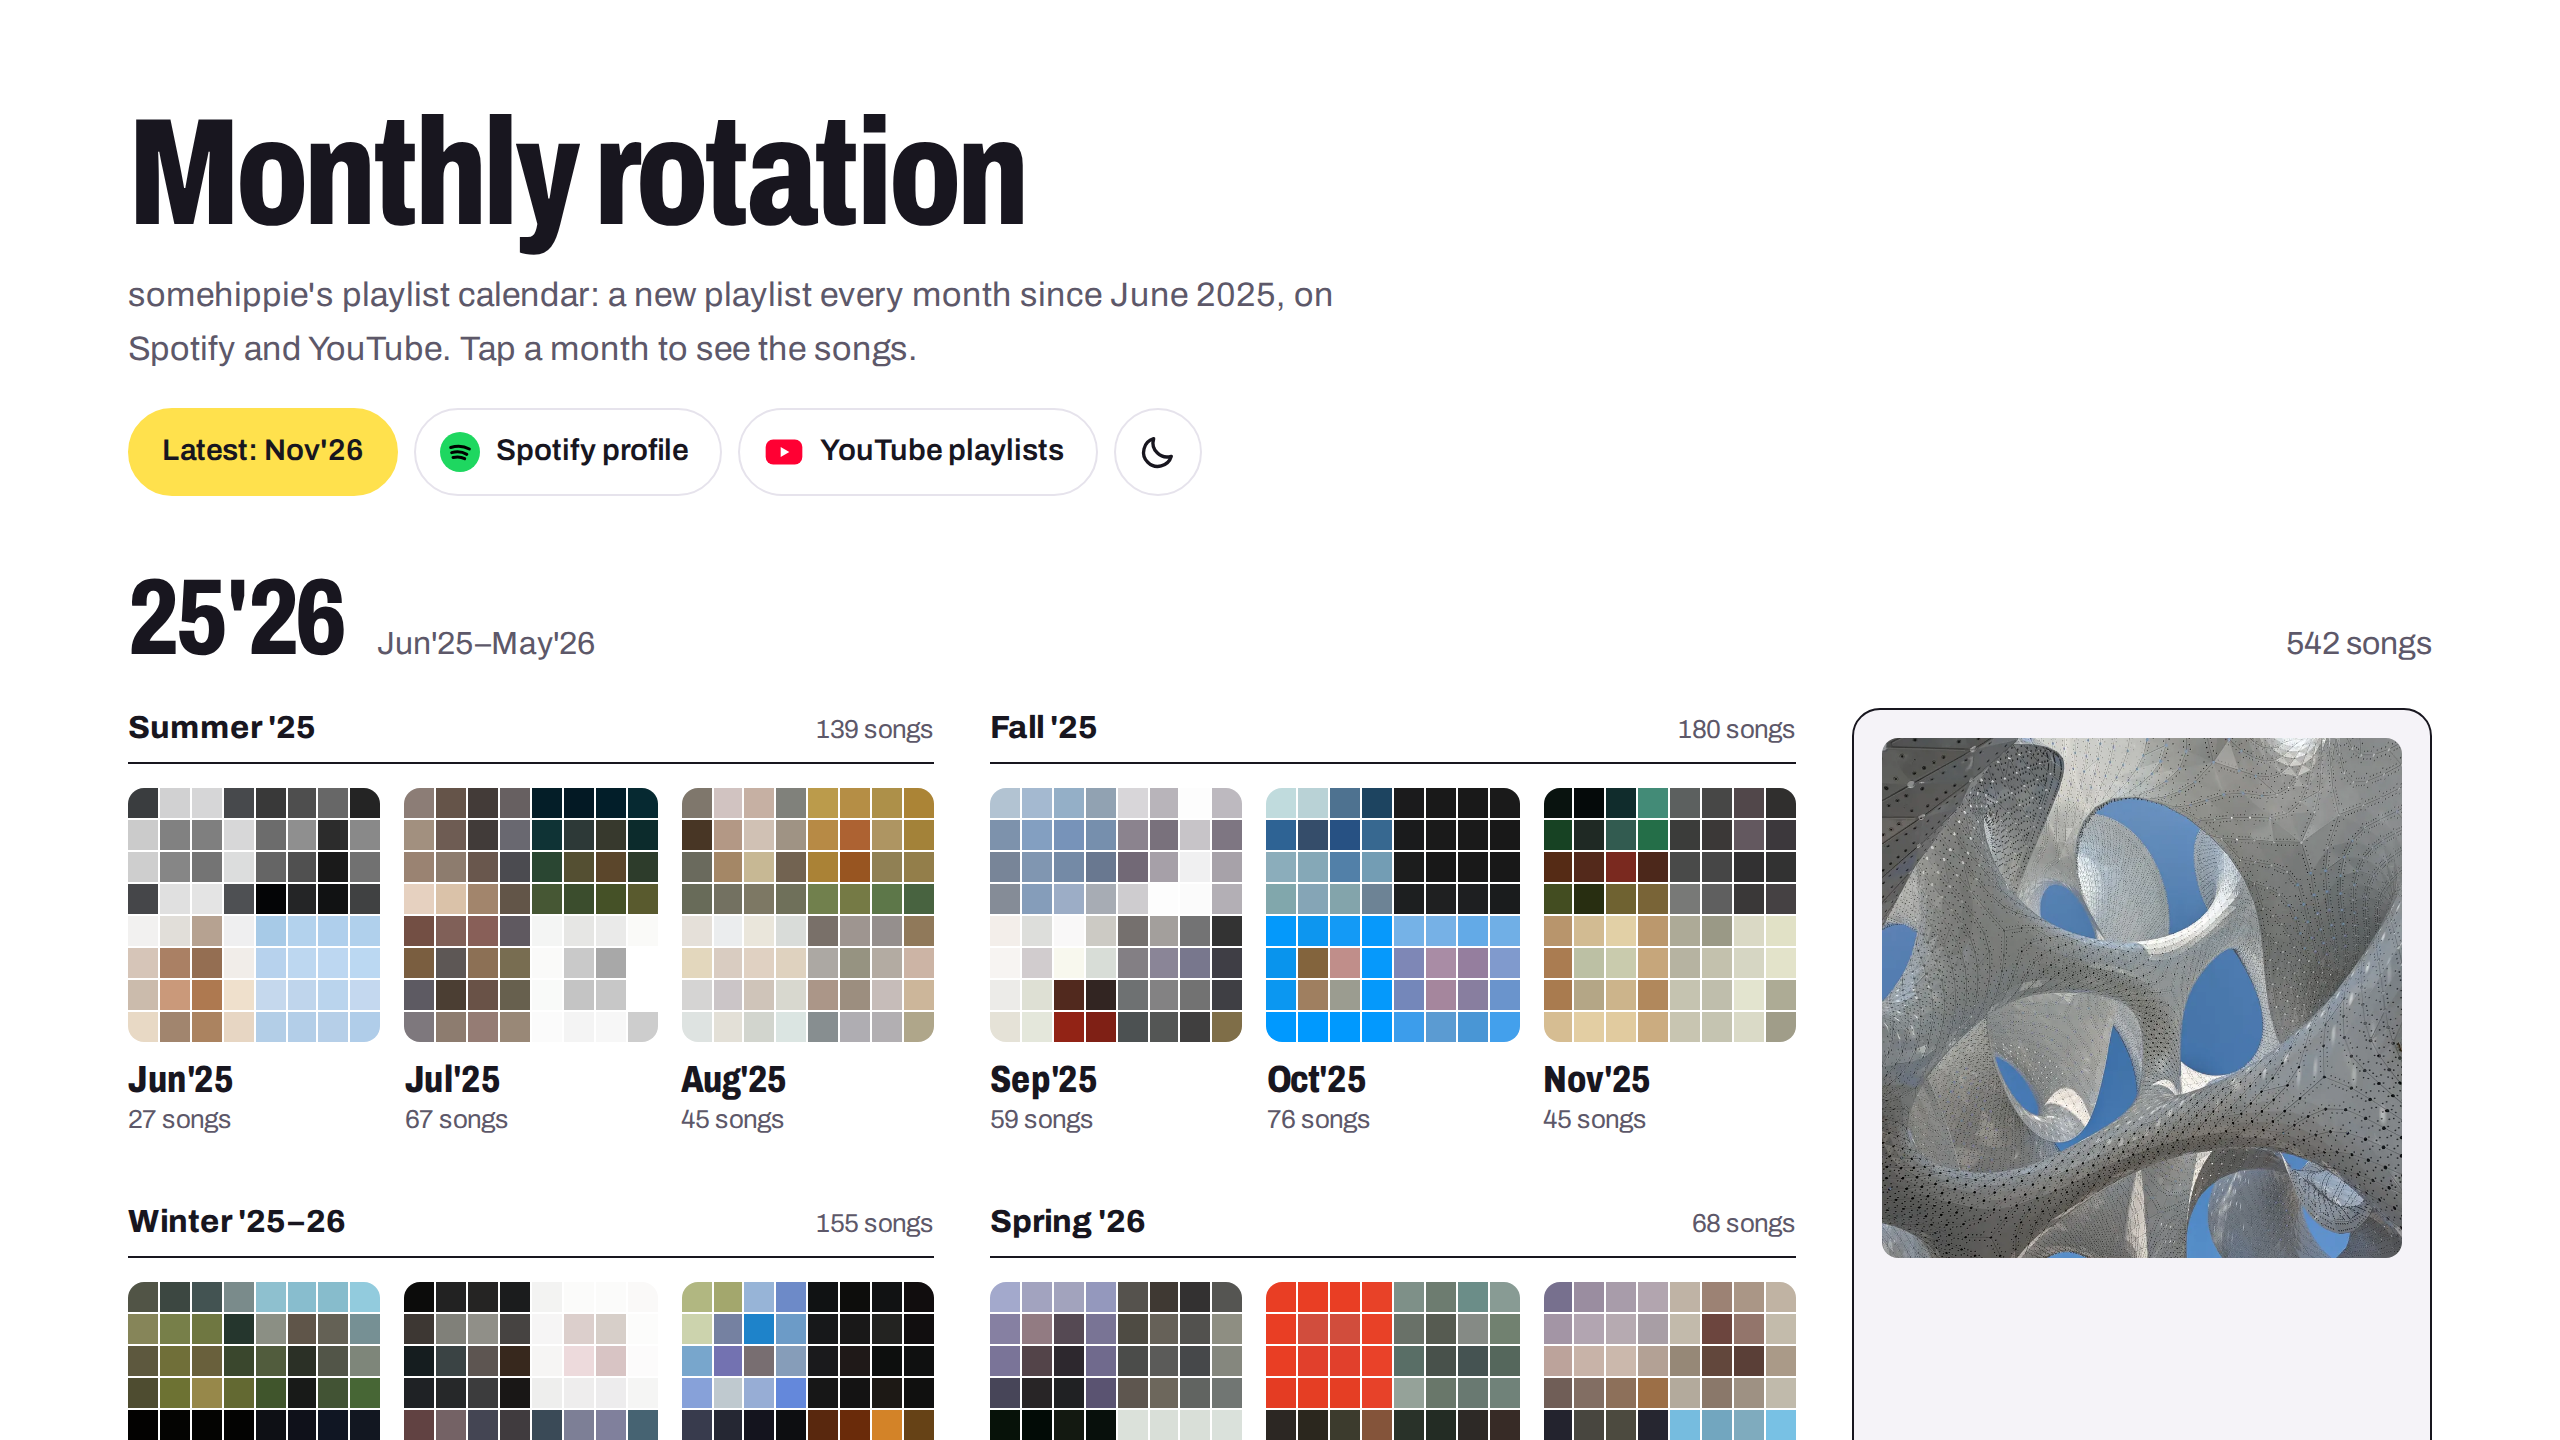 Monthly rotation
somehippie's playlist calendar: a new playlist every month since June 2025, on
Spotify and YouTube. Tap a month to see the songs.
Latest: Nov'26
Spotify profile
YouTube playlists
25'26
Jun'25–May'26
542 songs
Summer '25
139 songs
Fall '25
180 songs
Jun'25
27 songs
Jul'25
67 songs
Aug'25
45 songs
Sep'25
59 songs
Oct'25
76 songs
Nov'25
45 songs
Winter '25–26
155 songs
Spring '26
68 songs